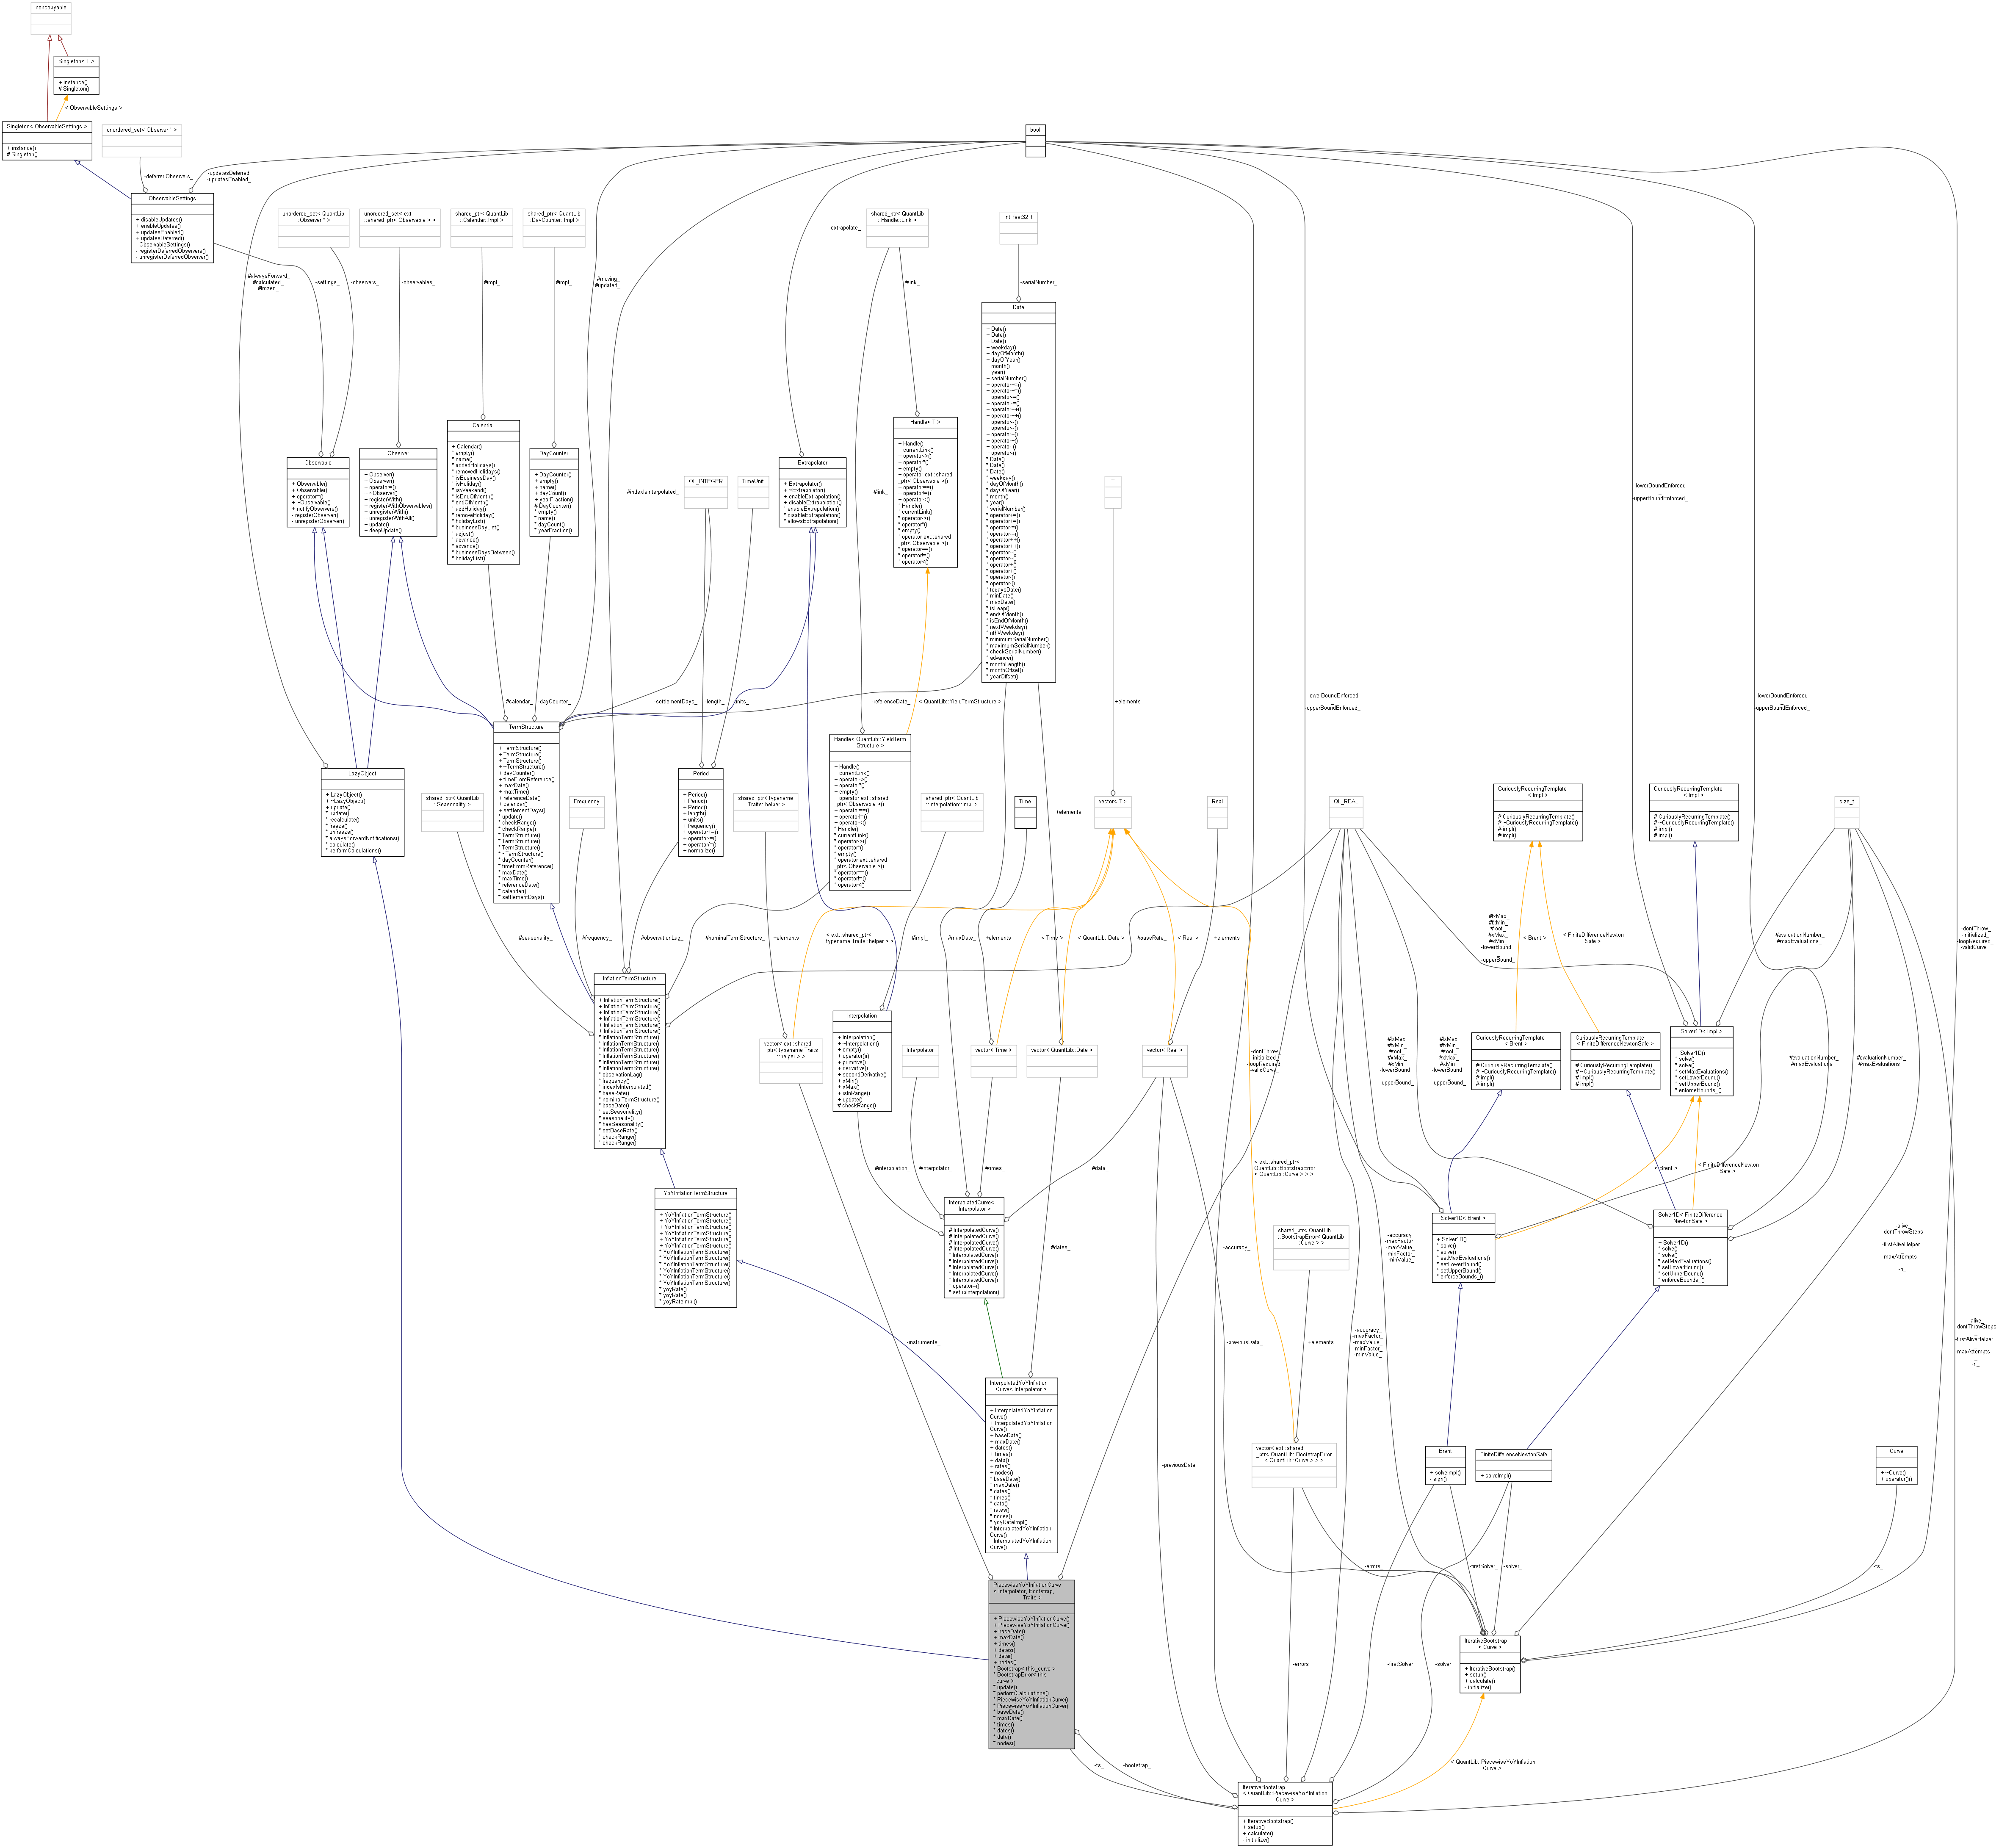 noncopyable
Singleton< T >
+ instance()
# Singleton()
< ObservableSettings >
Singleton< ObservableSettings >
+ instance()
# Singleton()
unordered_set< Observer * >
bool
-deferredObservers_
-updatesDeferred_
-updatesEnabled_
ObservableSettings
+ disableUpdates()
+ enableUpdates()
+ updatesEnabled()
+ updatesDeferred()
- ObservableSettings()
- registerDeferredObservers()
- unregisterDeferredObserver()
unordered_set< QuantLib
::Observer * >
unordered_set< ext
::shared_ptr< Observable > >
shared_ptr< QuantLib
::Calendar::Impl >
shared_ptr< QuantLib
::DayCounter::Impl >
-extrapolate_
shared_ptr< QuantLib
::Handle::Link >
int_fast32_t
#alwaysForward_
#calculated_
#frozen_
-settings_
-observers_
-observables_
#impl_
#impl_
#moving_
#updated_
#link_
-serialNumber_
Date
+ Date()
+ Date()
+ Date()
+ weekday()
+ dayOfMonth()
+ dayOfYear()
+ month()
+ year()
+ serialNumber()
+ operator+=()
+ operator+=()
+ operator-=()
+ operator-=()
+ operator++()
+ operator++()
+ operator--()
+ operator--()
+ operator+()
+ operator+()
+ operator-()
+ operator-()
* Date()
* Date()
* Date()
* weekday()
* dayOfMonth()
* dayOfYear()
* month()
* year()
* serialNumber()
* operator+=()
* operator+=()
* operator-=()
* operator-=()
* operator++()
* operator++()
* operator--()
* operator--()
* operator+()
* operator+()
* operator-()
* operator-()
* todaysDate()
* minDate()
* maxDate()
* isLeap()
* endOfMonth()
* isEndOfMonth()
* nextWeekday()
* nthWeekday()
* minimumSerialNumber()
* maximumSerialNumber()
* checkSerialNumber()
* advance()
* monthLength()
* monthOffset()
* yearOffset()
Observable
+ Observable()
+ Observable()
+ operator=()
+ ~Observable()
+ notifyObservers()
- registerObserver()
- unregisterObserver()
Observer
+ Observer()
+ Observer()
+ operator=()
+ ~Observer()
+ registerWith()
+ registerWithObservables()
+ unregisterWith()
+ unregisterWithAll()
+ update()
+ deepUpdate()
Calendar
+ Calendar()
* empty()
* name()
* addedHolidays()
* removedHolidays()
* isBusinessDay()
* isHoliday()
* isWeekend()
* isEndOfMonth()
* endOfMonth()
* addHoliday()
* removeHoliday()
* holidayList()
* businessDayList()
* adjust()
* advance()
* advance()
* businessDaysBetween()
* holidayList()
DayCounter
+ DayCounter()
+ empty()
+ name()
+ dayCount()
+ yearFraction()
# DayCounter()
* empty()
* name()
* dayCount()
* yearFraction()
#indexIsInterpolated_
QL_INTEGER
TimeUnit
Extrapolator
+ Extrapolator()
+ ~Extrapolator()
+ enableExtrapolation()
+ disableExtrapolation()
* enableExtrapolation()
* disableExtrapolation()
* allowsExtrapolation()
#link_
Handle< T >
+ Handle()
+ currentLink()
+ operator->()
+ operator*()
+ empty()
+ operator ext::shared
_ptr< Observable >()
+ operator==()
+ operator!=()
+ operator<()
* Handle()
* currentLink()
* operator->()
* operator*()
* empty()
* operator ext::shared
_ptr< Observable >()
* operator==()
* operator!=()
* operator<()
T
-lowerBoundEnforced
_
-upperBoundEnforced_
#calendar_
-dayCounter_
-settlementDays_
-length_
-units_
-referenceDate_
< QuantLib::YieldTermStructure >
+elements
-lowerBoundEnforced
_
-upperBoundEnforced_
-lowerBoundEnforced
_
-upperBoundEnforced_
TermStructure
+ TermStructure()
+ TermStructure()
+ TermStructure()
+ ~TermStructure()
+ dayCounter()
+ timeFromReference()
+ maxDate()
+ maxTime()
+ referenceDate()
+ calendar()
+ settlementDays()
+ update()
* checkRange()
* checkRange()
* TermStructure()
* TermStructure()
* TermStructure()
* ~TermStructure()
* dayCounter()
* timeFromReference()
* maxDate()
* maxTime()
* referenceDate()
* calendar()
* settlementDays()
LazyObject
+ LazyObject()
+ ~LazyObject()
* update()
* update()
* recalculate()
* freeze()
* unfreeze()
* alwaysForwardNotifications()
* calculate()
* performCalculations()
shared_ptr< QuantLib
::Seasonality >
Frequency
Period
+ Period()
+ Period()
+ Period()
+ length()
+ units()
+ frequency()
+ operator+=()
+ operator-=()
+ operator/=()
+ normalize()
shared_ptr< typename
Traits::helper >
Handle< QuantLib::YieldTerm
Structure >
+ Handle()
+ currentLink()
+ operator->()
+ operator*()
+ empty()
+ operator ext::shared
_ptr< Observable >()
+ operator==()
+ operator!=()
+ operator<()
* Handle()
* currentLink()
* operator->()
* operator*()
* empty()
* operator ext::shared
_ptr< Observable >()
* operator==()
* operator!=()
* operator<()
shared_ptr< QuantLib
::Interpolation::Impl >
Time
+elements
vector< T >
Real
QL_REAL
CuriouslyRecurringTemplate
< Impl >
# CuriouslyRecurringTemplate()
# ~CuriouslyRecurringTemplate()
# impl()
# impl()
CuriouslyRecurringTemplate
< Impl >
# CuriouslyRecurringTemplate()
# ~CuriouslyRecurringTemplate()
# impl()
# impl()
size_t
#seasonality_
#frequency_
#observationLag_
#nominalTermStructure_
+elements
< ext::shared_ptr<
typename Traits::helper > >
#impl_
#maxDate_
+elements
< Time >
< QuantLib::Date >
#baseRate_
< Real >
+elements
#fxMax_
#fxMin_
#root_
#xMax_
#xMin_
-lowerBound
_
-upperBound_
< Brent >
< FiniteDifferenceNewton
Safe >
#evaluationNumber_
#maxEvaluations_
-dontThrow_
-initialized_
-loopRequired_
-validCurve_
InflationTermStructure
+ InflationTermStructure()
+ InflationTermStructure()
+ InflationTermStructure()
+ InflationTermStructure()
+ InflationTermStructure()
+ InflationTermStructure()
* InflationTermStructure()
* InflationTermStructure()
* InflationTermStructure()
* InflationTermStructure()
* InflationTermStructure()
* InflationTermStructure()
* observationLag()
* frequency()
* indexIsInterpolated()
* baseRate()
* nominalTermStructure()
* baseDate()
* setSeasonality()
* seasonality()
* hasSeasonality()
* setBaseRate()
* checkRange()
* checkRange()
vector< ext::shared
_ptr< typename Traits
::helper > >
Interpolation
+ Interpolation()
+ ~Interpolation()
+ empty()
+ operator()()
+ primitive()
+ derivative()
+ secondDerivative()
+ xMin()
+ xMax()
+ isInRange()
+ update()
# checkRange()
Interpolator
vector< Time >
vector< QuantLib::Date >
vector< Real >
-dontThrow_
-initialized_
-loopRequired_
-validCurve_
#fxMax_
#fxMin_
#root_
#xMax_
#xMin_
-lowerBound
_
-upperBound_
#fxMax_
#fxMin_
#root_
#xMax_
#xMin_
-lowerBound
_
-upperBound_
CuriouslyRecurringTemplate
< Brent >
# CuriouslyRecurringTemplate()
# ~CuriouslyRecurringTemplate()
# impl()
# impl()
CuriouslyRecurringTemplate
< FiniteDifferenceNewtonSafe >
# CuriouslyRecurringTemplate()
# ~CuriouslyRecurringTemplate()
# impl()
# impl()
Solver1D< Impl >
+ Solver1D()
* solve()
* solve()
* setMaxEvaluations()
* setLowerBound()
* setUpperBound()
* enforceBounds_()
#evaluationNumber_
#maxEvaluations_
#evaluationNumber_
#maxEvaluations_
#interpolation_
#interpolator_
#times_
#data_
< ext::shared_ptr<
QuantLib::BootstrapError
< QuantLib::Curve > > >
< Brent >
< FiniteDifferenceNewton
Safe >
YoYInflationTermStructure
+ YoYInflationTermStructure()
+ YoYInflationTermStructure()
+ YoYInflationTermStructure()
+ YoYInflationTermStructure()
+ YoYInflationTermStructure()
+ YoYInflationTermStructure()
* YoYInflationTermStructure()
* YoYInflationTermStructure()
* YoYInflationTermStructure()
* YoYInflationTermStructure()
* YoYInflationTermStructure()
* YoYInflationTermStructure()
* yoyRate()
* yoyRate()
* yoyRateImpl()
InterpolatedCurve<
Interpolator >
# InterpolatedCurve()
# InterpolatedCurve()
# InterpolatedCurve()
# InterpolatedCurve()
* InterpolatedCurve()
* InterpolatedCurve()
* InterpolatedCurve()
* InterpolatedCurve()
* InterpolatedCurve()
* operator=()
* setupInterpolation()
#dates_
-accuracy_
shared_ptr< QuantLib
::BootstrapError< QuantLib
::Curve > >
-accuracy_
-maxFactor_
-maxValue_
-minFactor_
-minValue_
Solver1D< Brent >
+ Solver1D()
* solve()
* solve()
* setMaxEvaluations()
* setLowerBound()
* setUpperBound()
* enforceBounds_()
Solver1D< FiniteDifference
NewtonSafe >
+ Solver1D()
* solve()
* solve()
* setMaxEvaluations()
* setLowerBound()
* setUpperBound()
* enforceBounds_()
-alive_
-dontThrowSteps
_
-firstAliveHelper
_
-maxAttempts
_
-n_
-instruments_
-previousData_
+elements
-accuracy_
-maxFactor_
-maxValue_
-minFactor_
-minValue_
-alive_
-dontThrowSteps
_
-firstAliveHelper
_
-maxAttempts
_
-n_
InterpolatedYoYInflation
Curve< Interpolator >
+ InterpolatedYoYInflation
Curve()
+ InterpolatedYoYInflation
Curve()
+ baseDate()
+ maxDate()
+ dates()
+ times()
+ data()
+ rates()
+ nodes()
* baseDate()
* maxDate()
* dates()
* times()
* data()
* rates()
* nodes()
* yoyRateImpl()
* InterpolatedYoYInflation
Curve()
* InterpolatedYoYInflation
Curve()
-previousData_
vector< ext::shared
_ptr< QuantLib::BootstrapError
< QuantLib::Curve > > >
Brent
+ solveImpl()
- sign()
FiniteDifferenceNewtonSafe
+ solveImpl()
Curve
+ ~Curve()
+ operator()()
-errors_
-firstSolver_
-solver_
-ts_
PiecewiseYoYInflationCurve
< Interpolator, Bootstrap,
Traits >
+ PiecewiseYoYInflationCurve()
+ PiecewiseYoYInflationCurve()
+ baseDate()
+ maxDate()
+ times()
+ dates()
+ data()
+ nodes()
* Bootstrap< this_curve >
* BootstrapError< this
_curve >
* update()
* performCalculations()
* PiecewiseYoYInflationCurve()
* PiecewiseYoYInflationCurve()
* baseDate()
* maxDate()
* times()
* dates()
* data()
* nodes()
IterativeBootstrap
< Curve >
+ IterativeBootstrap()
+ setup()
+ calculate()
- initialize()
-errors_
-firstSolver_
-solver_
-ts_
-bootstrap_
< QuantLib::PiecewiseYoYInflation
Curve >
IterativeBootstrap
< QuantLib::PiecewiseYoYInflation
Curve >
+ IterativeBootstrap()
+ setup()
+ calculate()
- initialize()